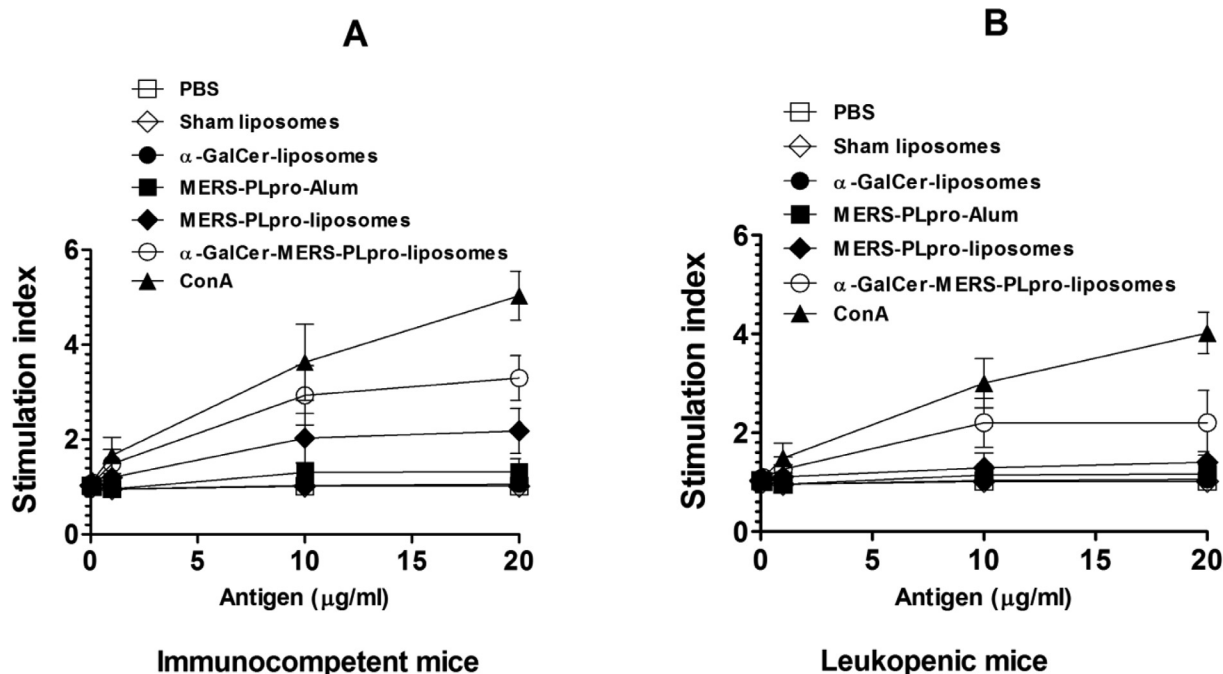 A
PBS
Sham liposomes
α-GalCer-liposomes
MERS-PLpro-Alum
MERS-PLpro-liposomes
α-GalCer-MERS-PLpro-liposomes
ConA
6
4
2
0
Stimulation index
0 5 10 15 20
Antigen (μg/ml)
Immunocompetent mice
B
PBS
Sham liposomes
α-GalCer-liposomes
MERS-PLpro-Alum
MERS-PLpro-liposomes
α-GalCer-MERS-PLpro-liposomes
ConA
6
4
2
0
Stimulation index
0 5 10 15 20
Antigen (μg/ml)
Leukopenic mice